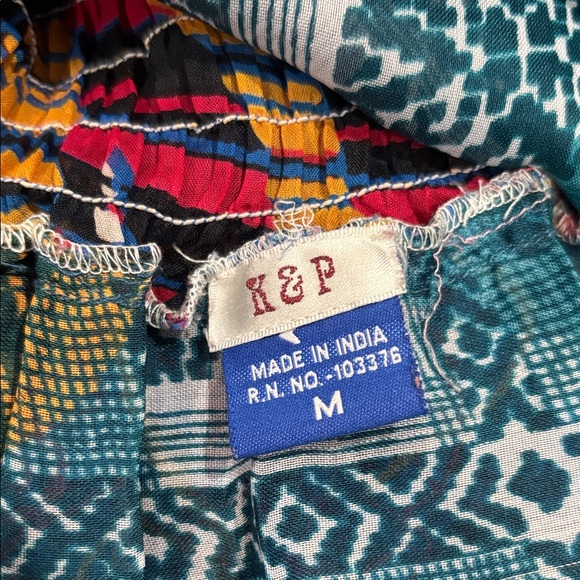 K & P
MADE IN INDIA
R.N. NO.-103376
M